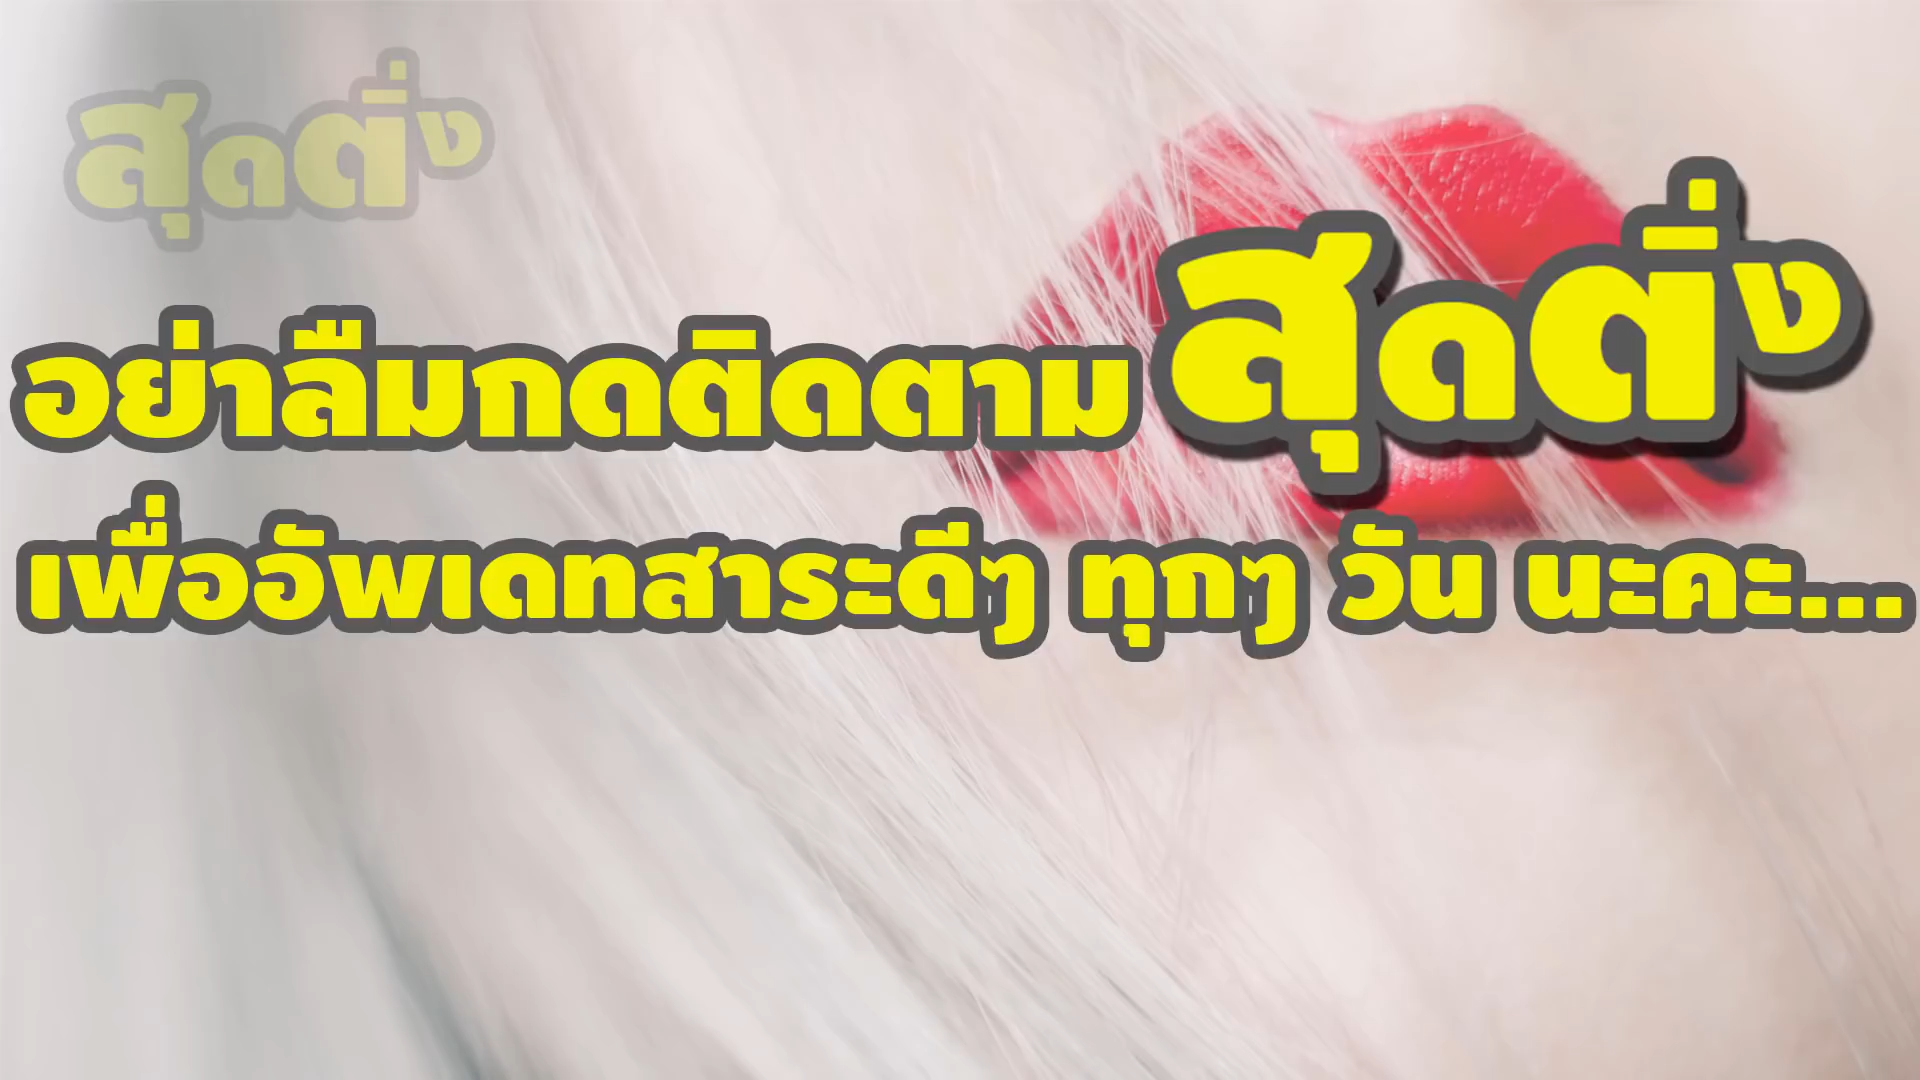 สุดติ่ง
อย่าลืมกดติดตาม สุดติ่ง
เพื่ออัพเดทสาระดีๆ ทุกๆ วัน นะคะ...